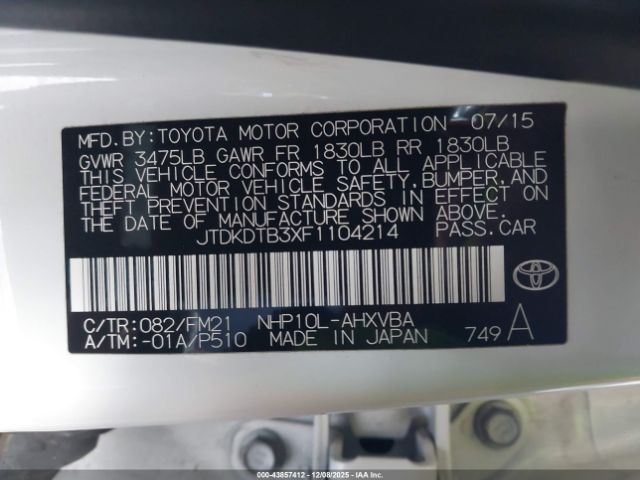 MFD.BY:TOYOTA MOTOR CORPORATION 07/15
GVWR 3475LB GAWR FR 1830LB RR 1830LB
THIS VEHICLE CONFORMS TO ALL APPLICABLE
FEDERAL MOTOR VEHICLE SAFETY,BUMPER,AND
THEFT PREVENTION STANDARDS IN EFFECT ON
THE DATE OF MANUFACTURE SHOWN ABOVE.
JTDKDTB3XF1104214 PASS.CAR
C/TR:082/FM21 NHP10L-AHXVBA
A/TM:-01A/P510 MADE IN JAPAN 749A
000-43857412 - 12/08/2025 - IAA, Inc.